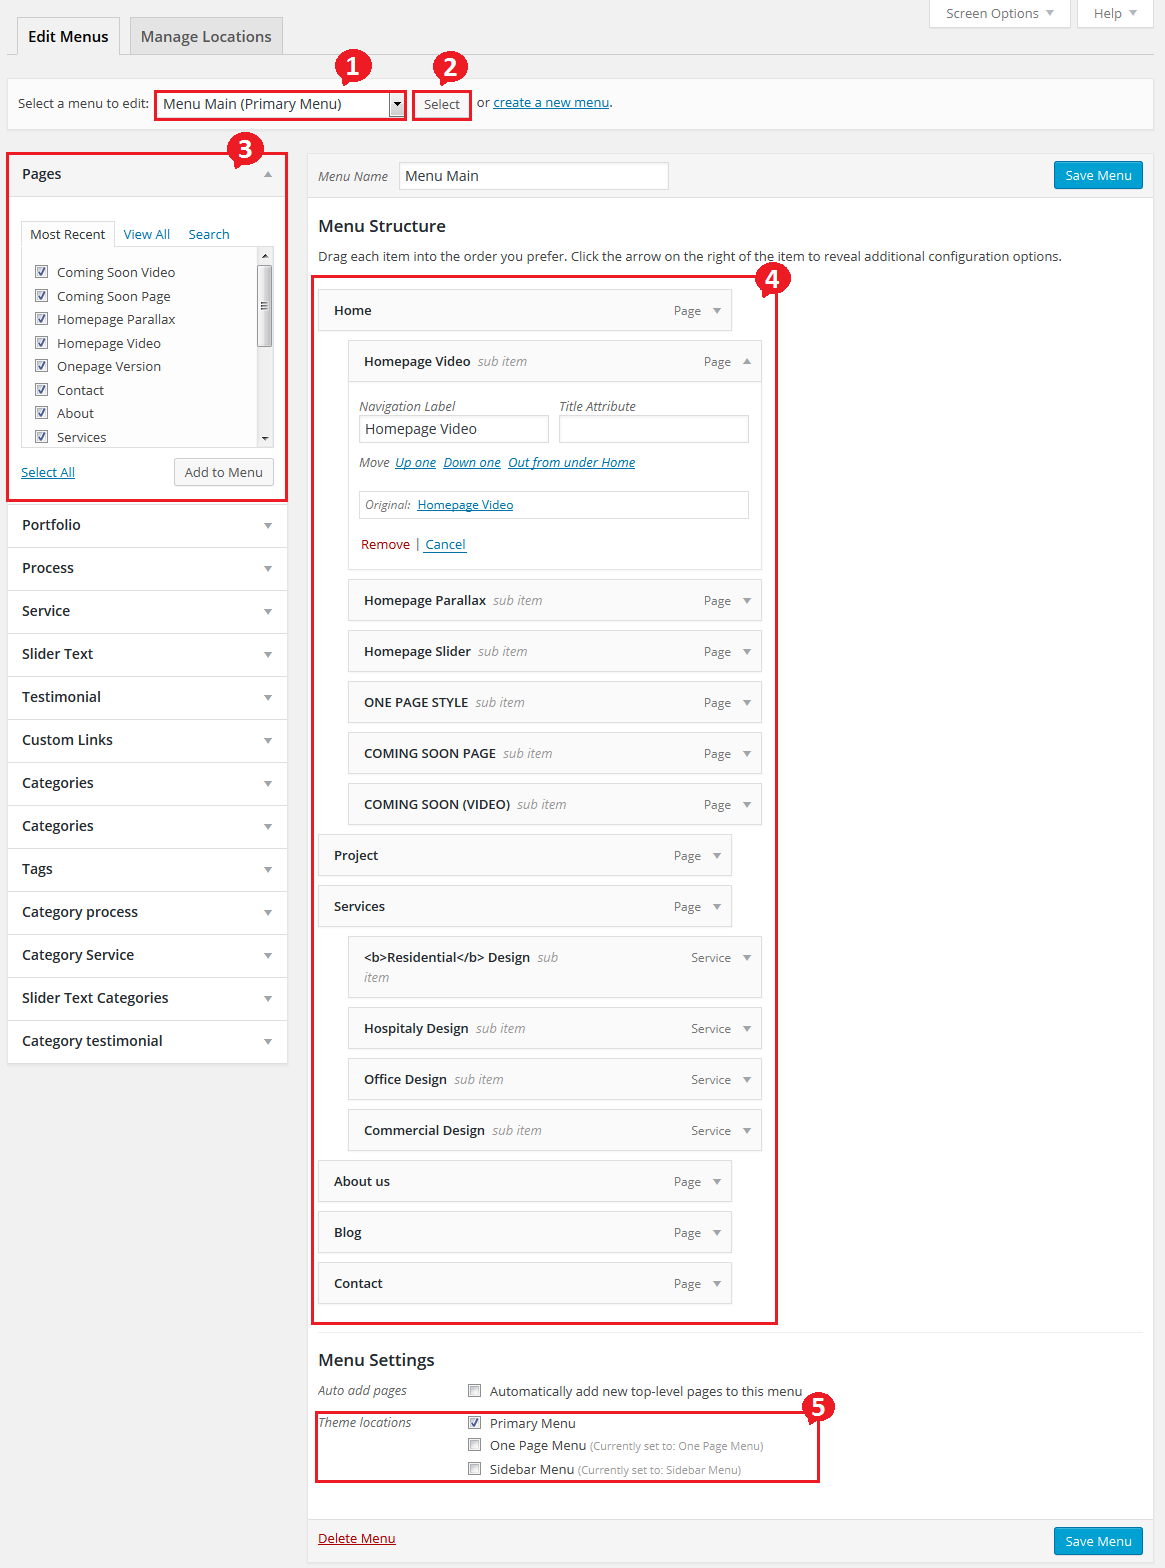 Screen Options Help
Edit Menus Manage Locations
1 2
Select a menu to edit: Menu Main (Primary Menu) Select or create a new menu.
3
Pages
Most Recent View All Search
Coming Soon Video
Coming Soon Page
Homepage Parallax
Homepage Video
Onepage Version
Contact
About
Services
Select All Add to Menu
Portfolio
Process
Service
Slider Text
Testimonial
Custom Links
Categories
Categories
Tags
Category process
Category Service
Slider Text Categories
Category testimonial
Menu Name Menu Main Save Menu
Menu Structure
Drag each item into the order you prefer. Click the arrow on the right of the item to reveal additional configuration options.
4
Home Page
Homepage Video sub item Page
Navigation Label Title Attribute
Homepage Video
Move Up one Down one Out from under Home
Original: Homepage Video
Remove | Cancel
Homepage Parallax sub item Page
Homepage Slider sub item Page
ONE PAGE STYLE sub item Page
COMING SOON PAGE sub item Page
COMING SOON (VIDEO) sub item Page
Project Page
Services Page
<b>Residential</b> Design sub Service
item
Hospitaly Design sub item Service
Office Design sub item Service
Commercial Design sub item Service
About us Page
Blog Page
Contact Page
Menu Settings
Auto add pages Automatically add new top-level pages to this menu
5
Theme locations Primary Menu
One Page Menu (Currently set to: One Page Menu)
Sidebar Menu (Currently set to: Sidebar Menu)
Delete Menu Save Menu